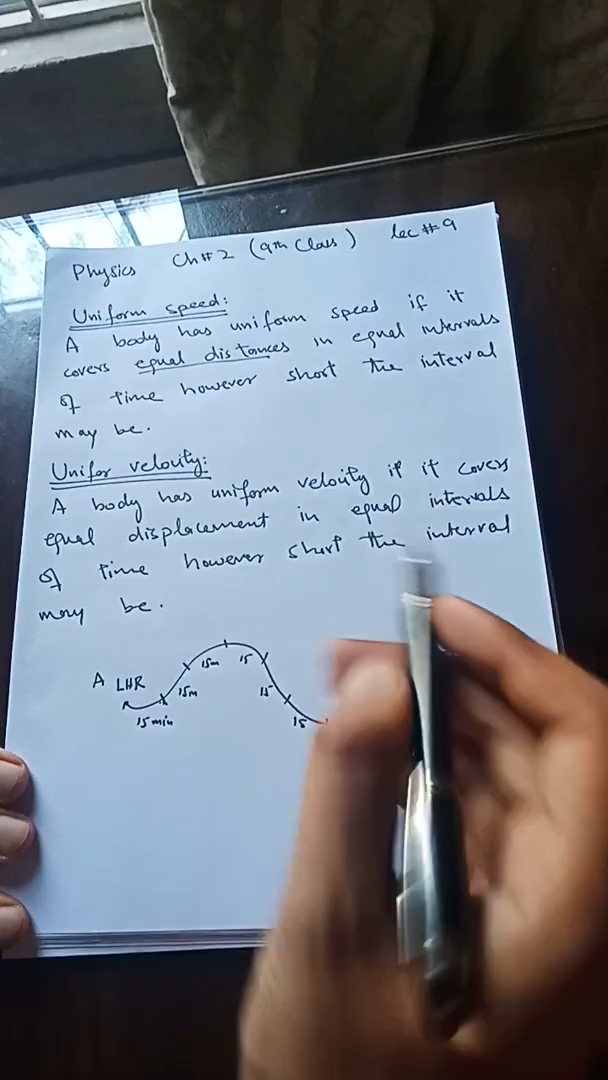 Physics Ch#2 (9th Class) Lec #9
Uniform speed:
A body has uniform speed if it
covers equal distances in equal intervals
of time however short the interval
may be.
Unifor velocity:
A body has uniform velocity if it covers
equal displacement in equal intervals
of time however short the interval
may be.
A LHR
15 min
15m
15m
15
15
15